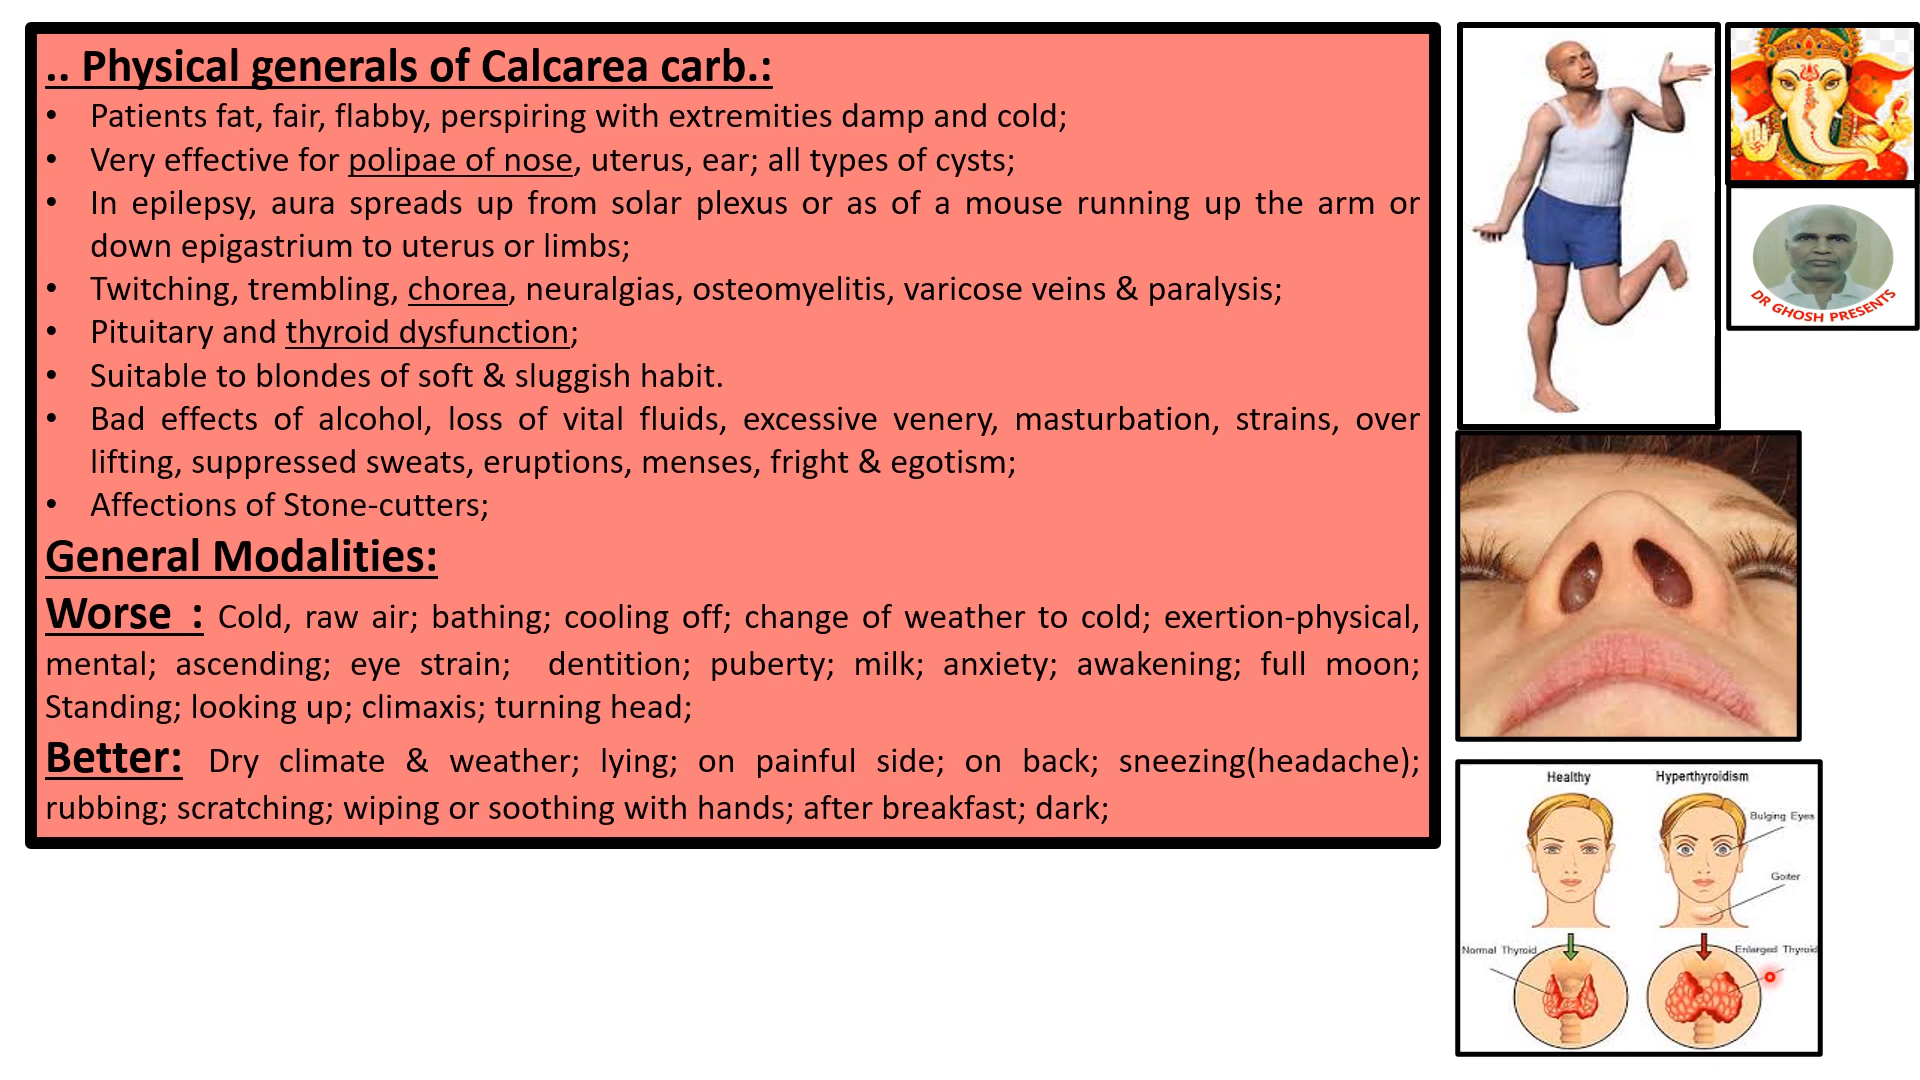 .. Physical generals of Calcarea carb.:
• Patients fat, fair, flabby, perspiring with extremities damp and cold;
• Very effective for polipae of nose, uterus, ear; all types of cysts;
• In epilepsy, aura spreads up from solar plexus or as of a mouse running up the arm or
down epigastrium to uterus or limbs;
• Twitching, trembling, chorea, neuralgias, osteomyelitis, varicose veins & paralysis;
• Pituitary and thyroid dysfunction;
• Suitable to blondes of soft & sluggish habit.
• Bad effects of alcohol, loss of vital fluids, excessive venery, masturbation, strains, over
lifting, suppressed sweats, eruptions, menses, fright & egotism;
• Affections of Stone-cutters;
General Modalities:
Worse : Cold, raw air; bathing; cooling off; change of weather to cold; exertion-physical,
mental; ascending; eye strain; dentition; puberty; milk; anxiety; awakening; full moon;
Standing; looking up; climaxis; turning head;
Better: Dry climate & weather; lying; on painful side; on back; sneezing(headache);
rubbing; scratching; wiping or soothing with hands; after breakfast; dark;
DR GHOSH PRESENTS
Healthy
Hyperthyroidism
Bulging Eyes
Goiter
Normal Thyroid
Enlarged Thyroid